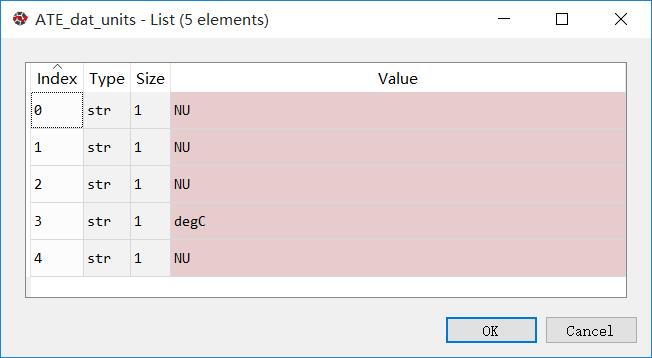 ATE_dat_units - List (5 elements)
Index Type Size Value
0 str 1 NU
1 str 1 NU
2 str 1 NU
3 str 1 degC
4 str 1 NU
OK Cancel